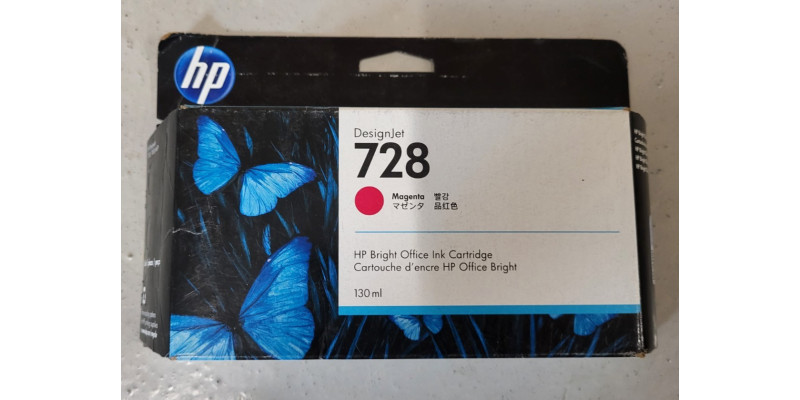 hp
DesignJet
728
Magenta 빨강
マゼンタ 品红色
HP Bright Office Ink Cartridge
Cartouche d'encre HP Office Bright
130 ml